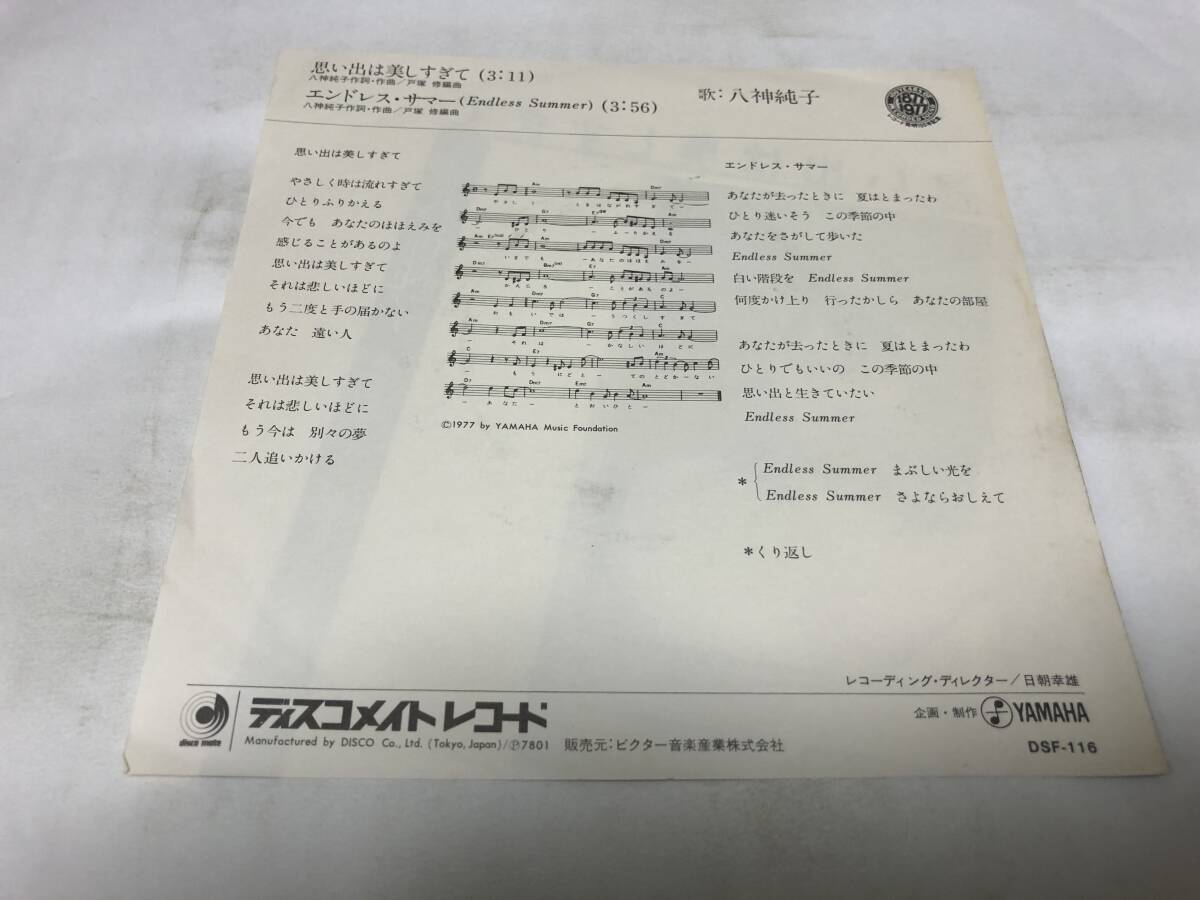 思い出は美しすぎて (3:11)
八神純子作詞・作曲/戸塚 修編曲
エンドレス・サマー (Endless Summer) (3:56)
八神純子作詞・作曲/戸塚 修編曲
歌: 八神純子
1877
1977
思い出は美しすぎて
やさしく時は流れすぎて
ひとりふりかえる
今でも あなたのほほえみを
感じることがあるのよ
思い出は美しすぎて
それは悲しいほどに
もう二度と手の届かない
あなた 遠い人
思い出は美しすぎて
それは悲しいほどに
もう今は 別々の夢
二人追いかける
©1977 by YAMAHA Music Foundation
エンドレス・サマー
あなたが去ったときに 夏はとまったわ
ひとり迷いそう この季節の中
あなたをさがして歩いた
Endless Summer
白い階段を Endless Summer
何度かけ上り 行ったかしら あなたの部屋
あなたが去ったときに 夏はとまったわ
ひとりでもいいの この季節の中
思い出と生きていたい
Endless Summer
* Endless Summer まぶしい光を
Endless Summer さよならおしえて
*くり返し
レコーディング・ディレクター/日朝幸雄
disco mate
ディスコメイトレコード
企画・制作 YAMAHA
Manufactured by DISCO Co., Ltd. (Tokyo, Japan)/Ⓟ7801 販売元:ビクター音楽産業株式会社
DSF-116